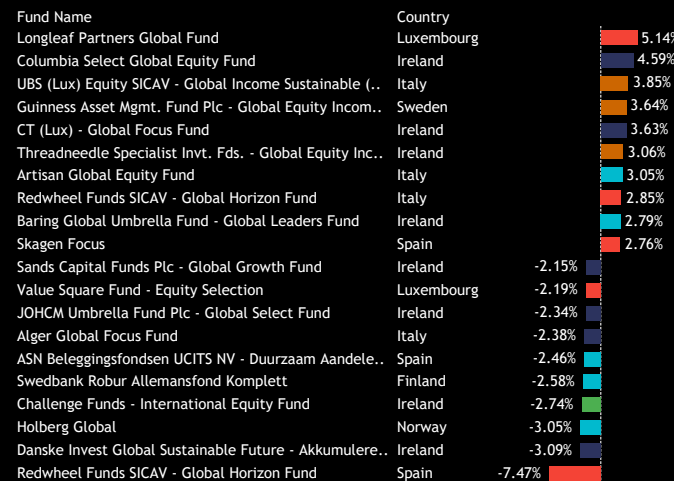 Fund Name Country
Longleaf Partners Global Fund Luxembourg 5.14%
Columbia Select Global Equity Fund Ireland 4.59%
UBS (Lux) Equity SICAV - Global Income Sustainable (.. Italy 3.85%
Guinness Asset Mgmt. Fund Plc - Global Equity Incom.. Sweden 3.64%
CT (Lux) - Global Focus Fund Ireland 3.63%
Threadneedle Specialist Invt. Fds. - Global Equity Inc.. Ireland 3.06%
Artisan Global Equity Fund Italy 3.05%
Redwheel Funds SICAV - Global Horizon Fund Italy 2.85%
Baring Global Umbrella Fund - Global Leaders Fund Ireland 2.79%
Skagen Focus Spain 2.76%
Sands Capital Funds Plc - Global Growth Fund Ireland -2.15%
Value Square Fund - Equity Selection Luxembourg -2.19%
JOHCM Umbrella Fund Plc - Global Select Fund Ireland -2.34%
Alger Global Focus Fund Italy -2.38%
ASN Beleggingsfondsen UCITS NV - Duurzaam Aandele.. Spain -2.46%
Swedbank Robur Allemansfond Komplett Finland -2.58%
Challenge Funds - International Equity Fund Ireland -2.74%
Holberg Global Norway -3.05%
Danske Invest Global Sustainable Future - Akkumulere.. Ireland -3.09%
Redwheel Funds SICAV - Global Horizon Fund Spain -7.47%